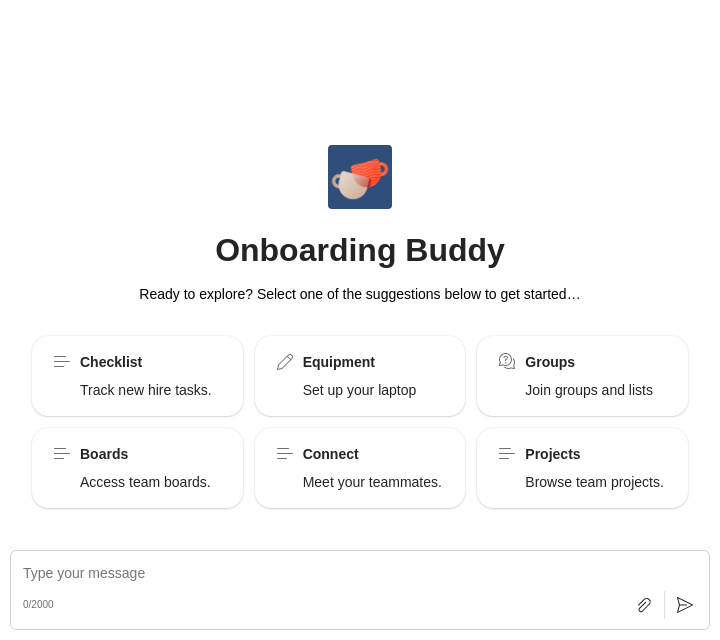 Onboarding Buddy
Ready to explore? Select one of the suggestions below to get started…
Checklist
Track new hire tasks.
Equipment
Set up your laptop
Groups
Join groups and lists
Boards
Access team boards.
Connect
Meet your teammates.
Projects
Browse team projects.
Type your message
0/2000